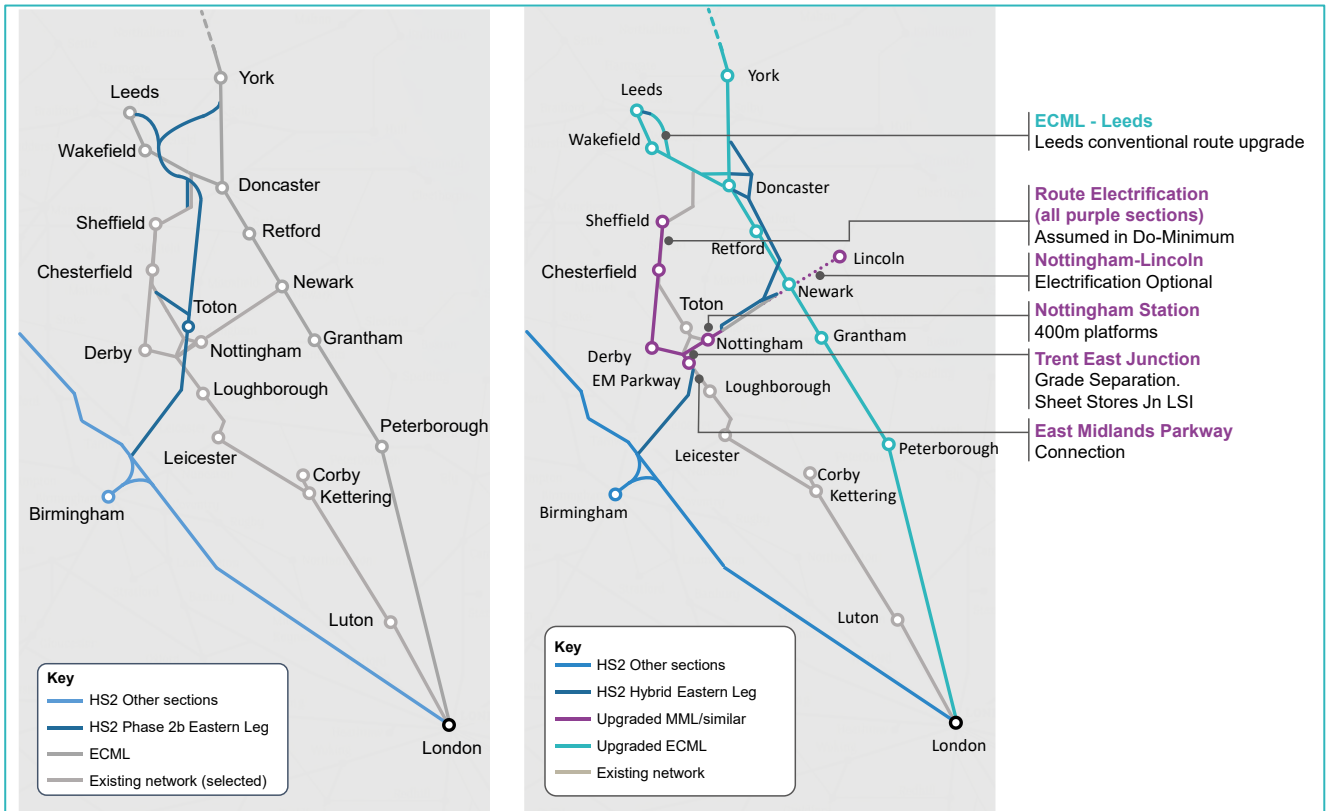 York
Leeds
Wakefield
Doncaster
Sheffield
Retford
Chesterfield
Newark
Toton
Grantham
Derby
Nottingham
Loughborough
Peterborough
Leicester
Corby
Kettering
Birmingham
Luton
London
Key
HS2 Other sections
HS2 Phase 2b Eastern Leg
ECML
Existing network (selected)
York
Leeds
Wakefield
Doncaster
Sheffield
Retford
Lincoln
Chesterfield
Newark
Toton
Grantham
Nottingham
Derby
EM Parkway
Loughborough
Leicester
Peterborough
Corby
Kettering
Birmingham
Luton
London
Key
HS2 Other sections
HS2 Hybrid Eastern Leg
Upgraded MML/similar
Upgraded ECML
Existing network
ECML - Leeds
Leeds conventional route upgrade
Route Electrification
(all purple sections)
Assumed in Do-Minimum
Nottingham-Lincoln
Electrification Optional
Nottingham Station
400m platforms
Trent East Junction
Grade Separation.
Sheet Stores Jn LSI
East Midlands Parkway
Connection